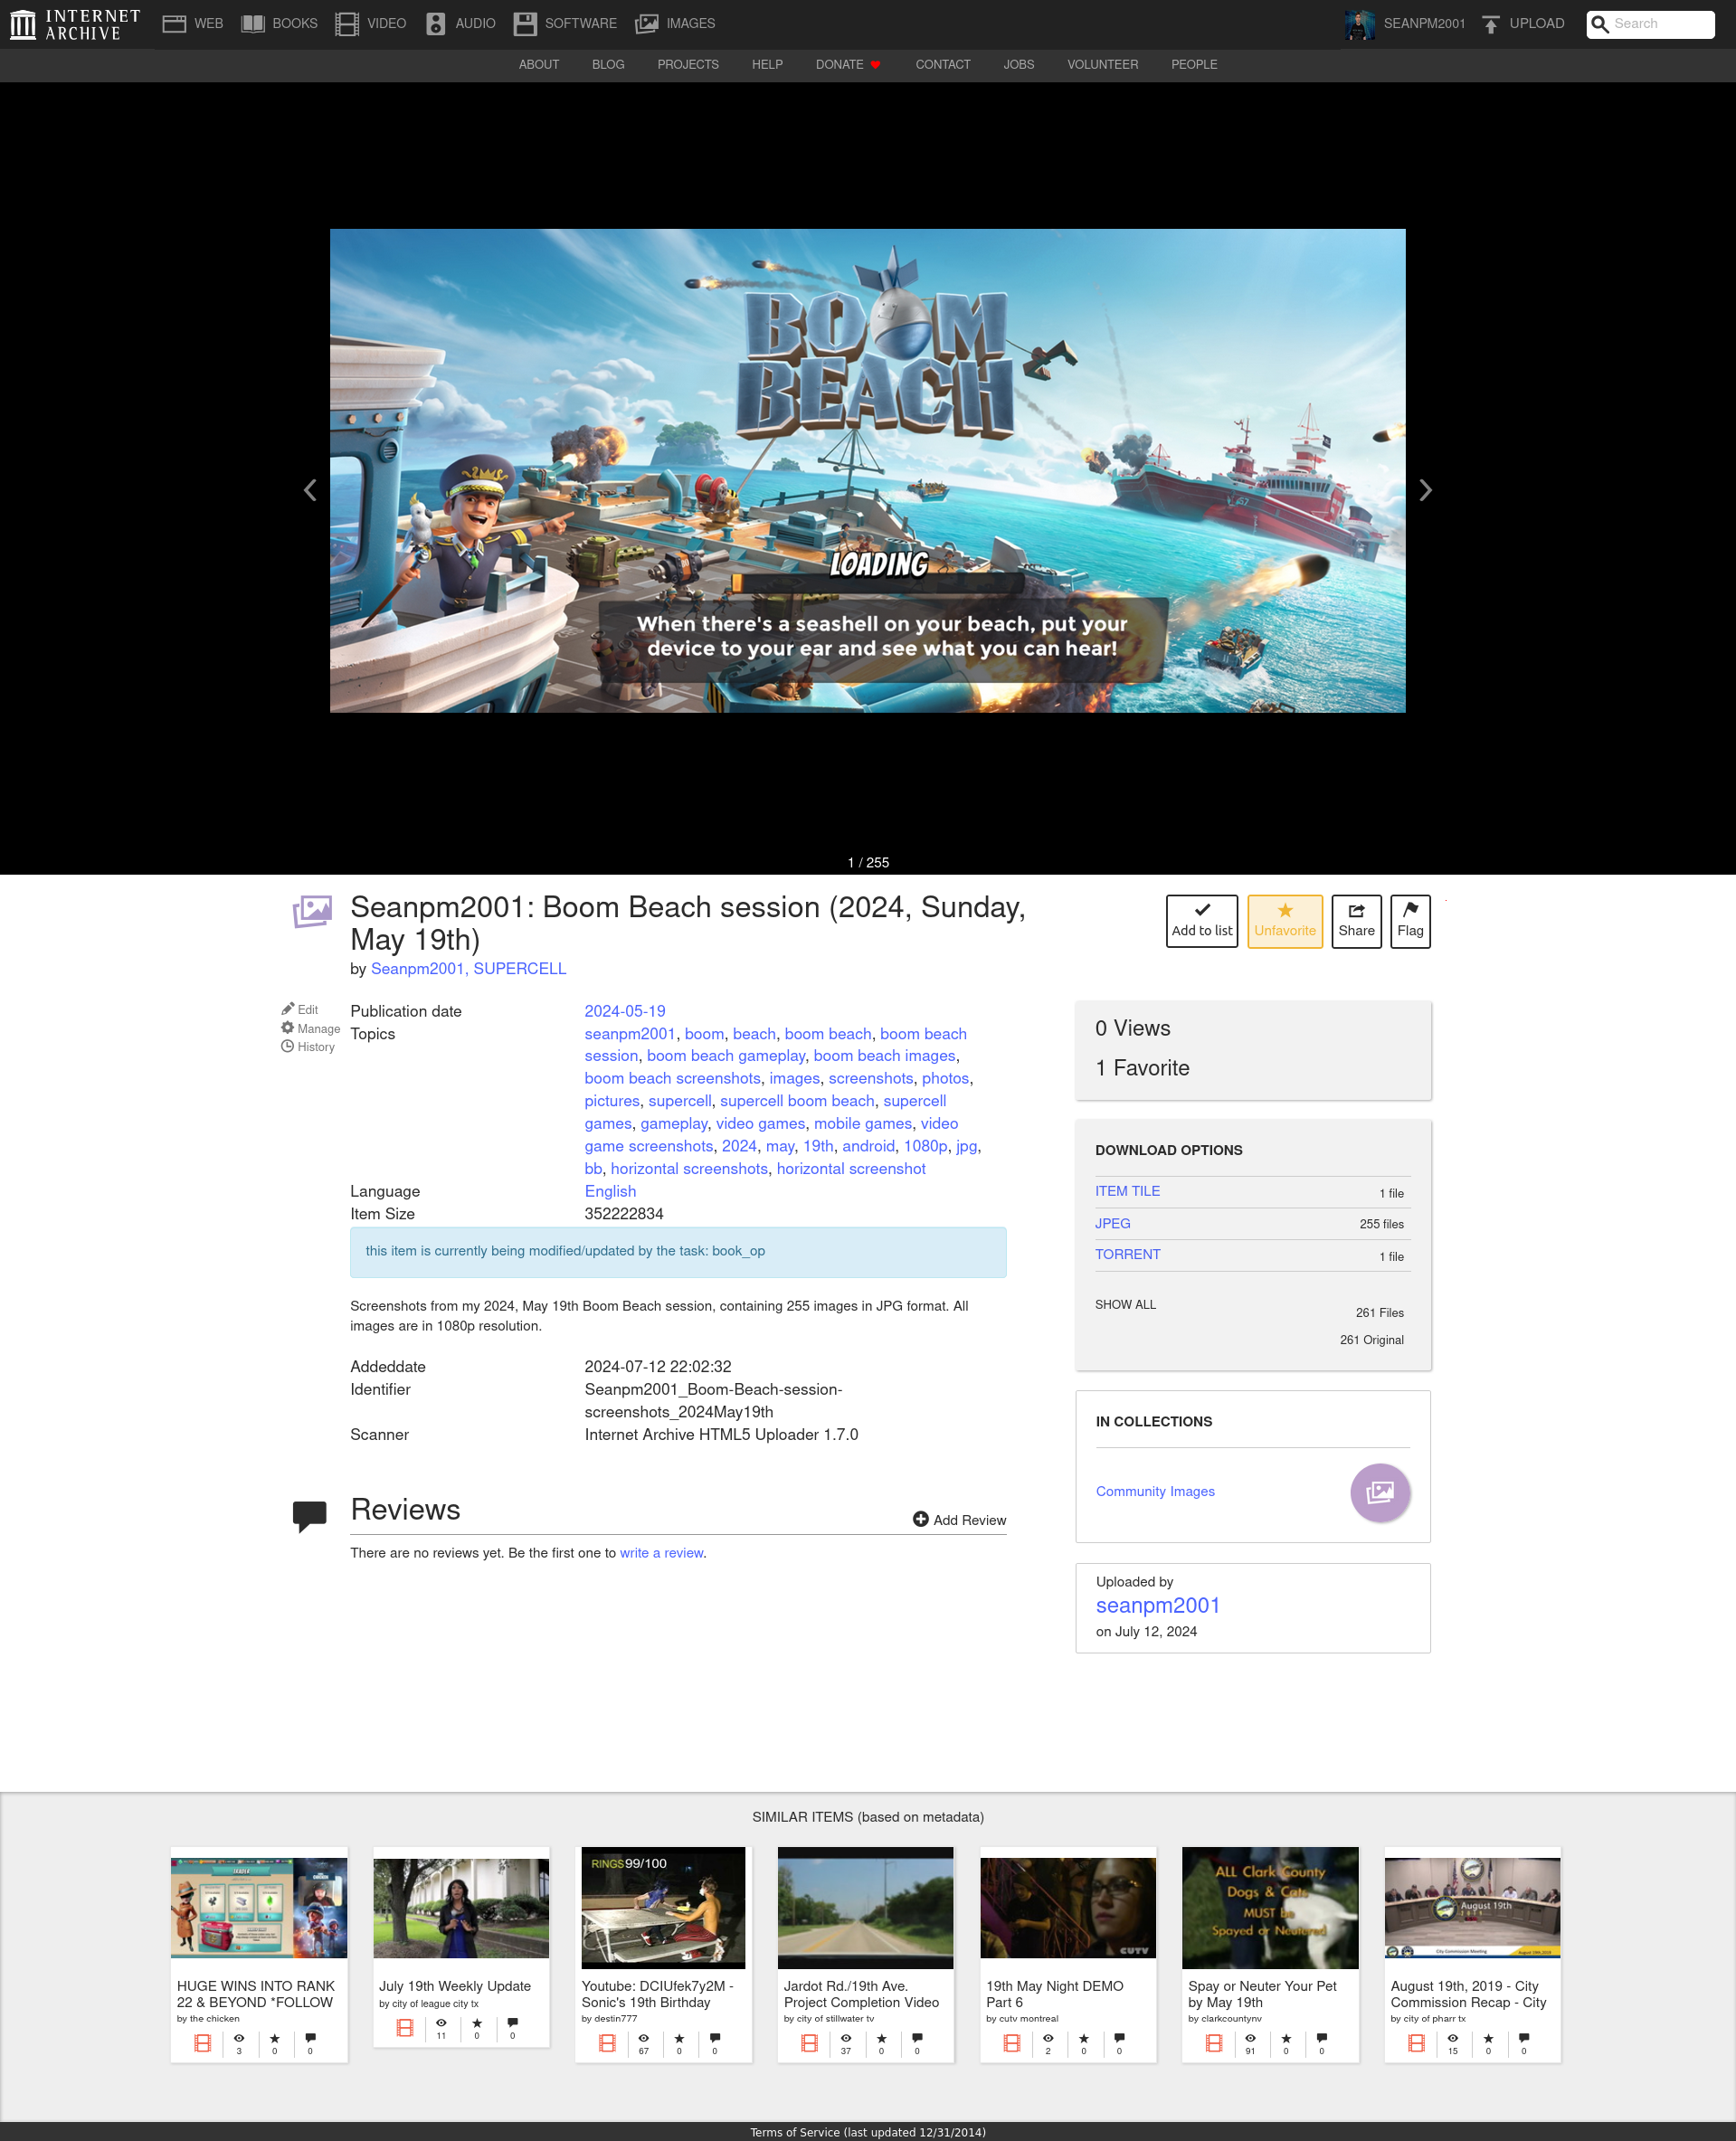 INTERNET
ARCHIVE
WEB
BOOKS
VIDEO
AUDIO
SOFTWARE
IMAGES
SEANPM2001
UPLOAD
Search
ABOUT
BLOG
PROJECTS
HELP
DONATE
CONTACT
JOBS
VOLUNTEER
PEOPLE
BOOM
BEACH
LOADING
When there's a seashell on your beach, put your
device to your ear and see what you can hear!
1 / 255
Seanpm2001: Boom Beach session (2024, Sunday,
May 19th)
by Seanpm2001, SUPERCELL
Add to list
Unfavorite
Share
Flag
Edit
Manage
History
Publication date 2024-05-19
Topics seanpm2001, boom, beach, boom beach, boom beach
session, boom beach gameplay, boom beach images,
boom beach screenshots, images, screenshots, photos,
pictures, supercell, supercell boom beach, supercell
games, gameplay, video games, mobile games, video
game screenshots, 2024, may, 19th, android, 1080p, jpg,
bb, horizontal screenshots, horizontal screenshot
Language English
Item Size 352222834
this item is currently being modified/updated by the task: book_op
Screenshots from my 2024, May 19th Boom Beach session, containing 255 images in JPG format. All
images are in 1080p resolution.
Addeddate 2024-07-12 22:02:32
Identifier Seanpm2001_Boom-Beach-session-
screenshots_2024May19th
Scanner Internet Archive HTML5 Uploader 1.7.0
Reviews
Add Review
There are no reviews yet. Be the first one to write a review.
0 Views
1 Favorite
DOWNLOAD OPTIONS
ITEM TILE 1 file
JPEG 255 files
TORRENT 1 file
SHOW ALL 261 Files
261 Original
IN COLLECTIONS
Community Images
Uploaded by
seanpm2001
on July 12, 2024
SIMILAR ITEMS (based on metadata)
HUGE WINS INTO RANK
22 & BEYOND *FOLLOW
by the chicken
3 0 0
July 19th Weekly Update
by city of league city tx
11 0 0
RINGS 99/100
Youtube: DCIUfek7y2M -
Sonic's 19th Birthday
by destin777
67 0 0
Jardot Rd./19th Ave.
Project Completion Video
by city of stillwater tv
37 0 0
CUTV
19th May Night DEMO
Part 6
by cutv montreal
2 0 0
ALL Clark County
Dogs & Cats
MUST be
Spayed or Neutered
Spay or Neuter Your Pet
by May 19th
by clarkcountynv
91 0 0
August 19th
City Commission Meeting
August 19th, 2019 - City
Commission Recap - City
by city of pharr tx
15 0 0
Terms of Service (last updated 12/31/2014)